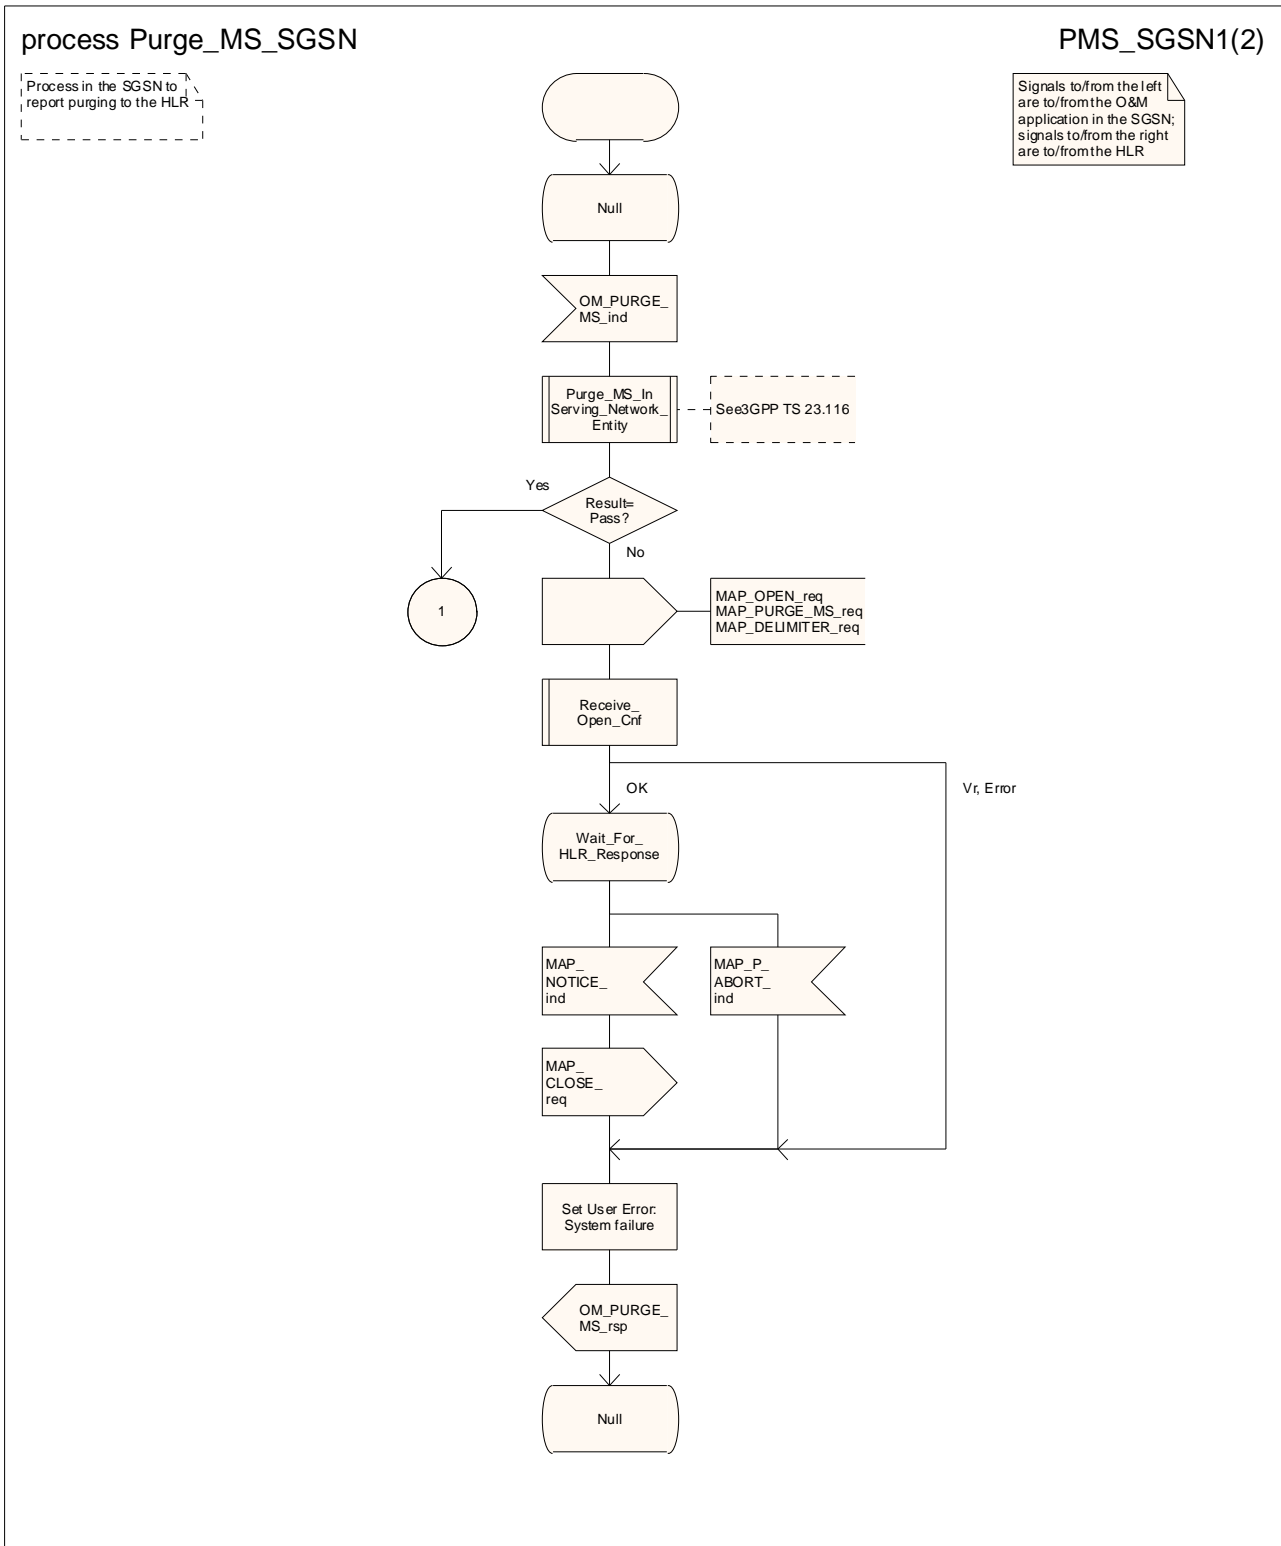 process Purge_MS_SGSN
PMS_SGSN1(2)
Process in the SGSN to
report purging to the HLR
Signals to/from the left
are to/from the O&M
application in the SGSN;
signals to/from the right
are to/from the HLR
Null
OM_PURGE_
MS_ind
Purge_MS_In
Serving_Network_
Entity
See3GPP TS 23.116
Yes
Result=
Pass?
No
1
MAP_OPEN_req
MAP_PURGE_MS_req
MAP_DELIMITER_req
Receive_
Open_Cnf
OK
Vr, Error
Wait_For_
HLR_Response
MAP_
NOTICE_
ind
MAP_P_
ABORT_
ind
MAP_
CLOSE_
req
Set User Error:
System failure
OM_PURGE_
MS_rsp
Null